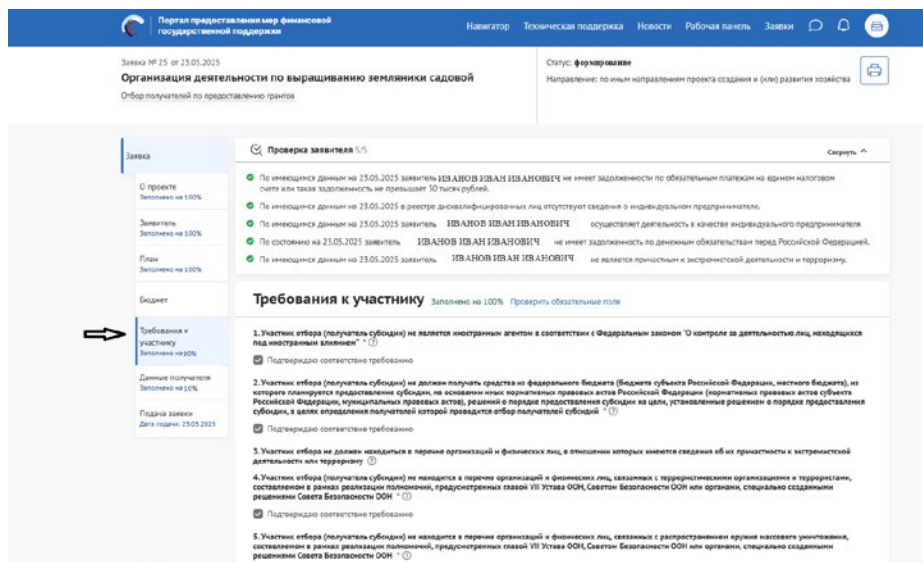 Портал предоставления мер финансовой
государственной поддержки
Навигатор Техническая поддержка Новости Рабочая панель Заявки
Заявка № 25 от 23.05.2025
Организация деятельности по выращиванию земляники садовой
Отбор получателей по предоставлению грантов
Статус: формирование
Направление: по иным направлениям проекта создания и (или) развития хозяйства
Заявка
О проекте
Заполнено на 100%
Заявитель
Заполнено на 100%
План
Заполнено на 100%
Бюджет
Требования к
участнику
Заполнено на 90%
Данные получателя
Заполнено на 50%
Подача заявки
Дата подачи: 23.05.2025
Проверка заявителя 5/5
Свернуть
По имеющимся данным на 23.05.2025 заявитель ИВАНОВ ИВАН ИВАНОВИЧ не имеет задолженности по обязательным платежам на едином налоговом
счете или такая задолженность не превышает 30 тысяч рублей.
По имеющимся данным на 23.05.2025 в реестре дисквалифицированных лиц отсутствуют сведения о индивидуальном предпринимателе.
По имеющимся данным на 23.05.2025 заявитель ИВАНОВ ИВАН ИВАНОВИЧ осуществляет деятельность в качестве индивидуального предпринимателя
По состоянию на 23.05.2025 заявитель ИВАНОВ ИВАН ИВАНОВИЧ не имеет задолженность по денежным обязательствам перед Российской Федерацией.
По имеющимся данным на 23.05.2025 заявитель ИВАНОВ ИВАН ИВАНОВИЧ не является причастным к экстремистской деятельности и терроризму.
Требования к участнику Заполнено на 100% Проверить обязательные поля
1. Участник отбора (получатель субсидии) не является иностранным агентом в соответствии с Федеральным законом "О контроле за деятельностью лиц, находящихся
под иностранным влиянием" * ?
Подтверждаю соответствие требованию
2. Участник отбора (получатель субсидии) не должен получать средства из федерального бюджета (бюджета субъекта Российской Федерации, местного бюджета), из
которого планируется предоставление субсидии, на основании иных нормативных правовых актов Российской Федерации (нормативных правовых актов субъекта
Российской Федерации, муниципальных правовых актов), решений о порядке предоставления субсидии на цели, установленные решением о порядке предоставления
субсидии, в целях определения получателей которой проводится отбор получателей субсидий * ?
Подтверждаю соответствие требованию
3. Участник отбора не должен находиться в перечне организаций и физических лиц, в отношении которых имеются сведения об их причастности к экстремистской
деятельности или терроризму ?
4. Участник отбора (получатель субсидии) не находится в перечне организаций и физических лиц, связанных с террористическими организациями и террористами,
составляемом в рамках реализации полномочий, предусмотренных главой VII Устава ООН, Советом Безопасности ООН или органами, специально созданными
решениями Совета Безопасности ООН * ?
Подтверждаю соответствие требованию
5. Участник отбора (получатель субсидии) не находится в перечне организаций и физических лиц, связанных с распространением оружия массового уничтожения,
составляемом в рамках реализации полномочий, предусмотренных главой VII Устава ООН, Советом Безопасности ООН или органами, специально созданными
решениями Совета Безопасности ООН * ?